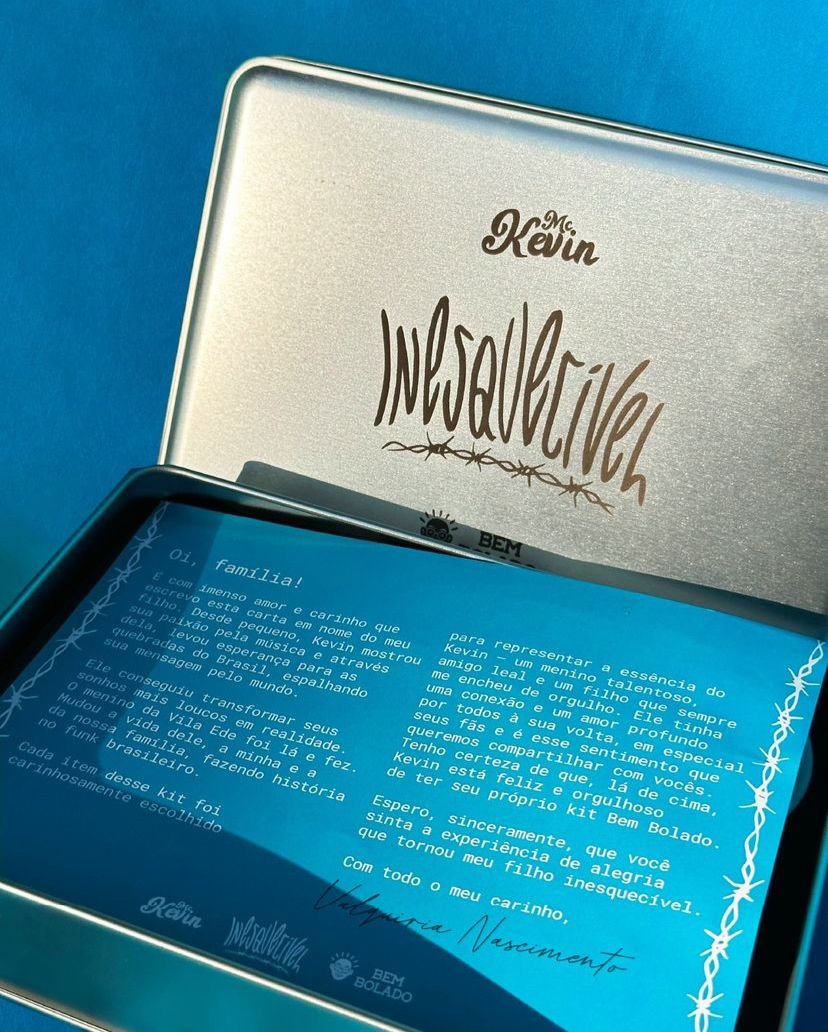 Mc
Kevin
Inesquecível
BEM
BOLADO
Oi, família!
É com imenso amor e carinho que
escrevo esta carta em nome do meu
filho. Desde pequeno, Kevin mostrou
sua paixão pela música e através
dela, levou esperança para as
quebradas do Brasil, espalhando
sua mensagem pelo mundo.
Ele conseguiu transformar seus
sonhos mais loucos em realidade.
O menino da Vila Ede foi lá e fez.
Mudou a vida dele, a minha e a
da nossa família, fazendo história
no funk brasileiro.
Cada item desse kit foi
carinhosamente escolhido
para representar a essência do
Kevin — um menino talentoso,
amigo leal e um filho que sempre
me encheu de orgulho. Ele tinha
uma conexão e um amor profundo
por todos à sua volta, em especial
seus fãs e é esse sentimento que
queremos compartilhar com vocês.
Tenho certeza de que, lá de cima,
Kevin está feliz e orgulhoso
de ter seu próprio kit Bem Bolado.
Espero, sinceramente, que você
sinta a experiência de alegria
que tornou meu filho inesquecível.
Com todo o meu carinho,
Valquiria Nascimento
Mc
Kevin
Inesquecível
BEM
BOLADO